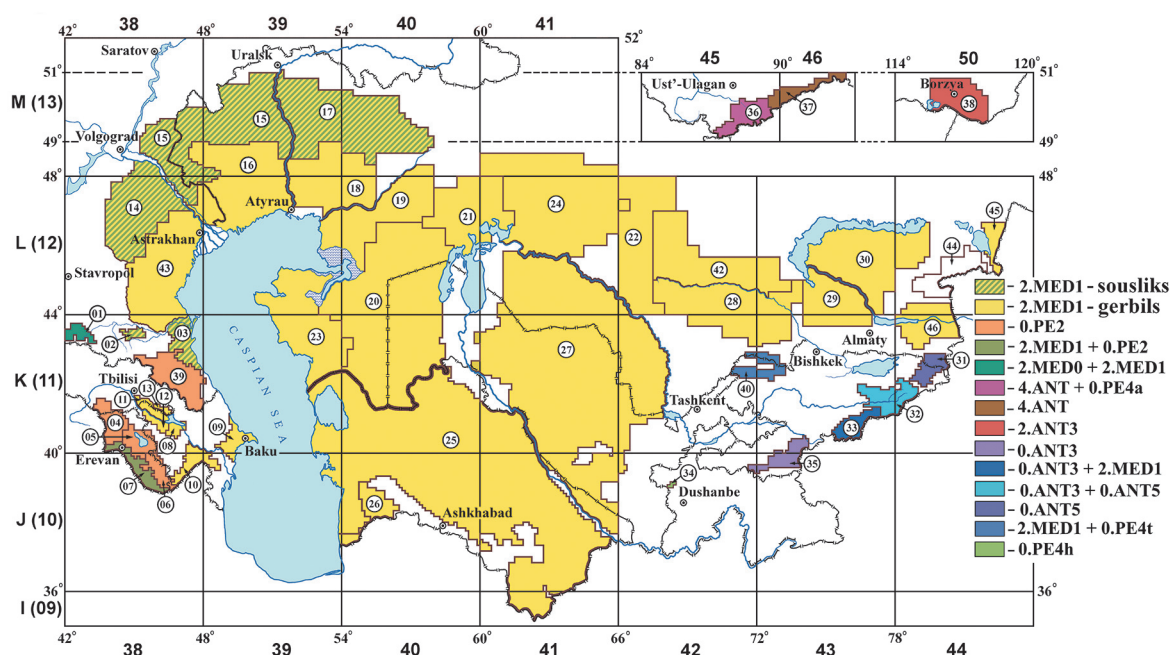 42° 38 48° 39 54° 40 60° 41 52°
84° 45 90° 46
114° 50 120°
Saratov
Uralsk
51°
51°
Ust'-Ulagan
Borzya
38
36
37
M (13)
15
17
15
Volgograd
49°
49°
16
48°
48°
18
14
19
24
45
Atyrau
21
44
Astrakhan
22
L (12)
30
43
42
Stavropol
20
28
29
44°
44°
01
02
03
23
CASPIAN SEA
27
Almaty
46
Bishkek
31
K (11)
39
40
Tbilisi
13
12
11
Tashkent
32
04
33
05
08
09
25
Baku
40°
40°
Erevan
35
07
06
10
34
26
Dushanbe
J (10)
Ashkhabad
36°
36°
I (09)
42° 48° 54° 60° 66° 72° 78°
38 39 40 41 42 43 44
- 2.MED1 - sousliks
- 2.MED1 - gerbils
- 0.PE2
- 2.MED1 + 0.PE2
- 2.MED0 + 2.MED1
- 4.ANT + 0.PE4a
- 4.ANT
- 2.ANT3
- 0.ANT3
- 0.ANT3 + 2.MED1
- 0.ANT3 + 0.ANT5
- 0.ANT5
- 2.MED1 + 0.PE4t
- 0.PE4h